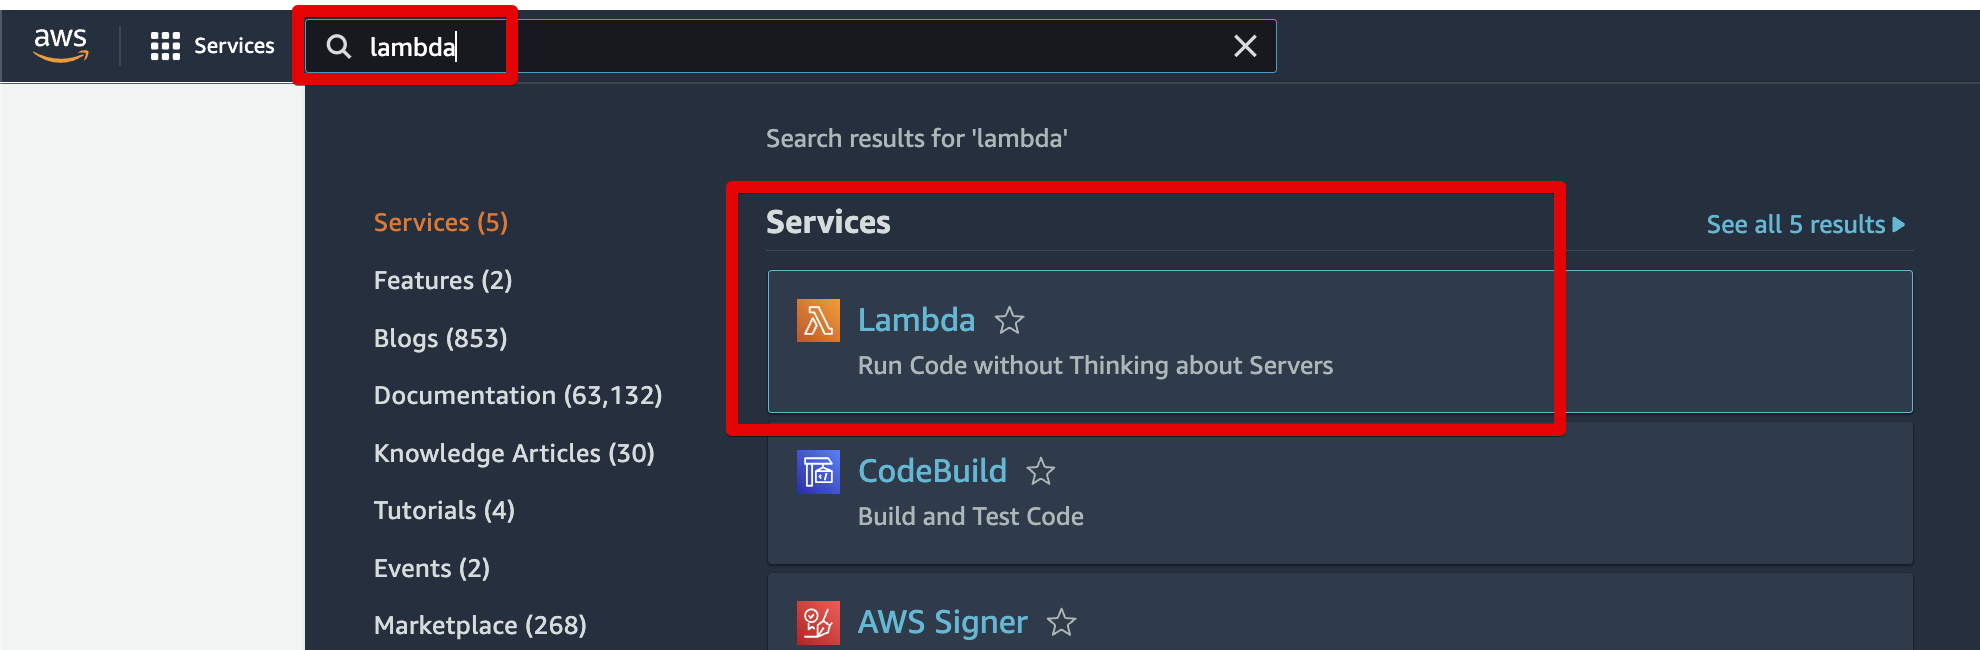 aws
Services
lambda
Search results for 'lambda'
Services (5)
Features (2)
Blogs (853)
Documentation (63,132)
Knowledge Articles (30)
Tutorials (4)
Events (2)
Marketplace (268)
Services
See all 5 results
Lambda
Run Code without Thinking about Servers
CodeBuild
Build and Test Code
AWS Signer